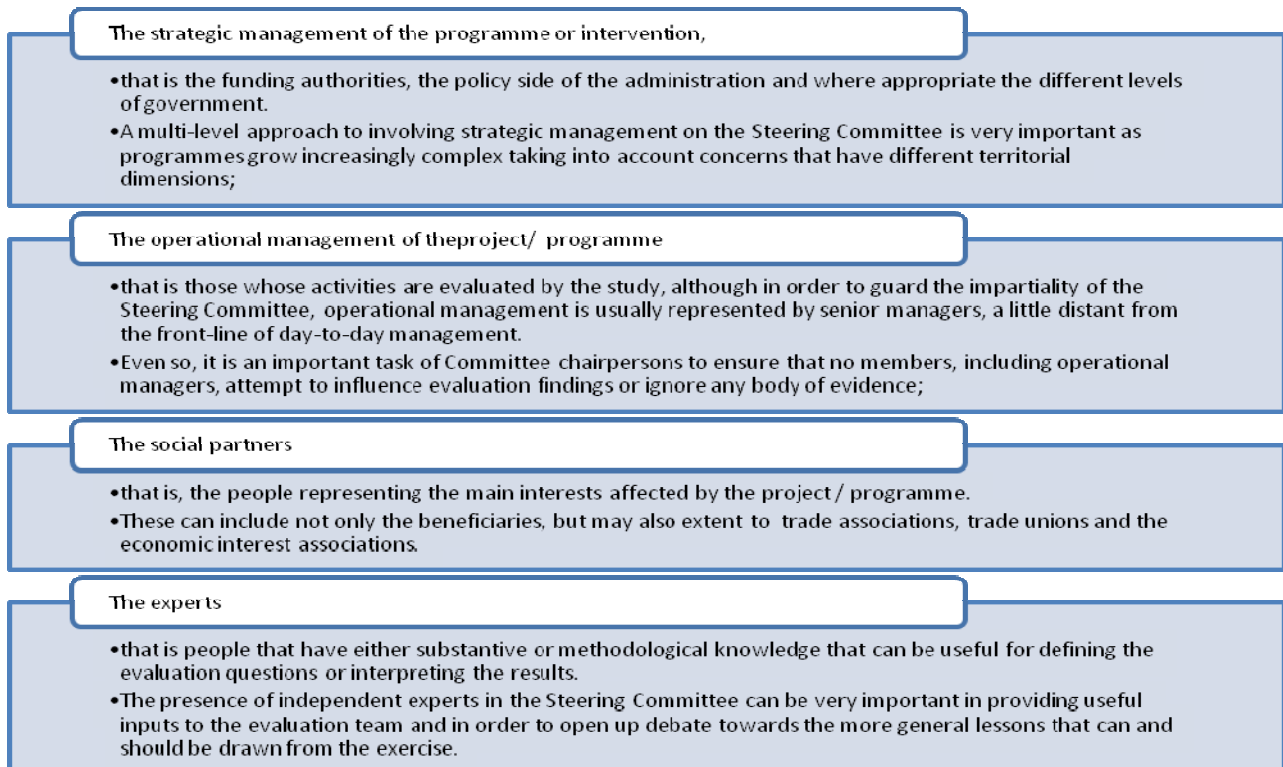 The strategic management of the programme or intervention,
•that is the funding authorities, the policy side of the administration and where appropriate the different levels
of government.
•A multi-level approach to involving strategic management on the Steering Committee is very important as
programmes grow increasingly complex taking into account concerns that have different territorial
dimensions;
The operational management of theproject/ programme
•that is those whose activities are evaluated by the study, although in order to guard the impartiality of the
Steering Committee, operational management is usually represented by senior managers, a little distant from
the front-line of day-to-day management.
•Even so, it is an important task of Committee chairpersons to ensure that no members, including operational
managers, attempt to influence evaluation findings or ignore any body of evidence;
The social partners
•that is, the people representing the main interests affected by the project / programme.
•These can include not only the beneficiaries, but may also extent to trade associations, trade unions and the
economic interest associations.
The experts
•that is people that have either substantive or methodological knowledge that can be useful for defining the
evaluation questions or interpreting the results.
•The presence of independent experts in the Steering Committee can be very important in providing useful
inputs to the evaluation team and in order to open up debate towards the more general lessons that can and
should be drawn from the exercise.